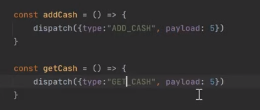 const addCash = () => {
dispatch({type:"ADD_CASH", payload: 5})
}
const getCash = () => {
dispatch({type:"GET_CASH", payload: 5})
}